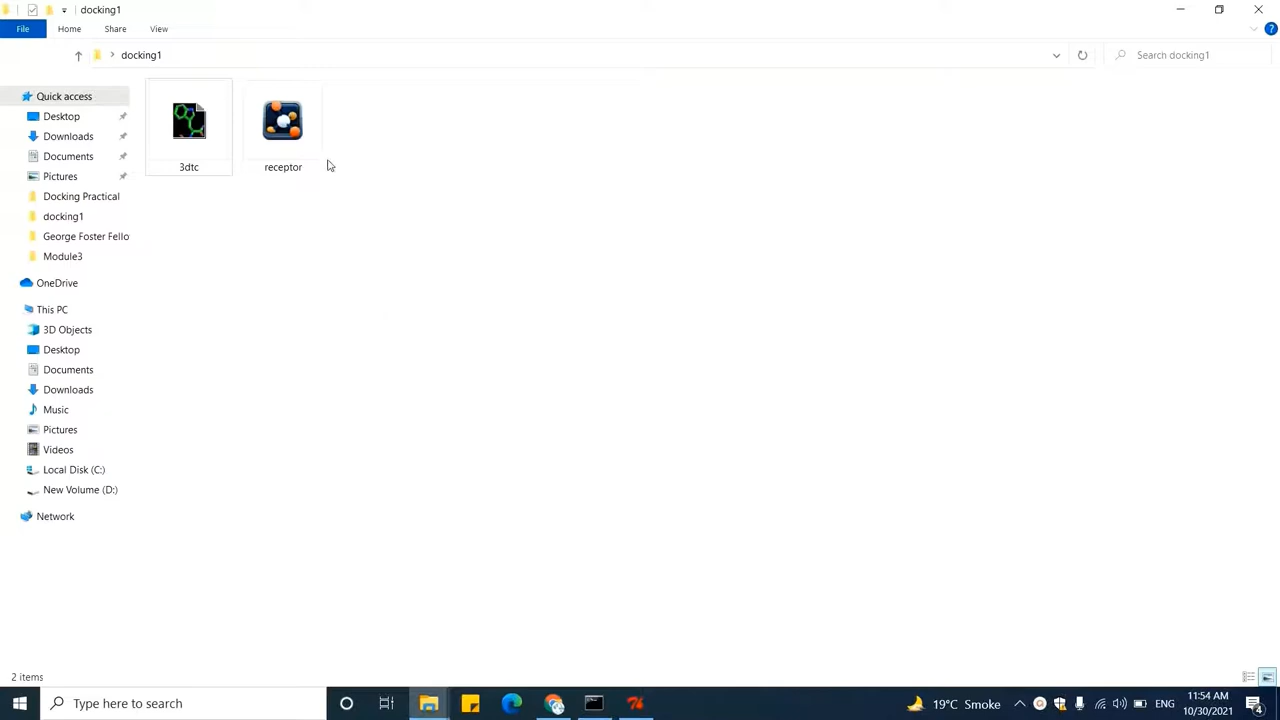 docking1
File Home Share View
docking1
Search docking1
Quick access
Desktop
Downloads
Documents
Pictures
Docking Practical
docking1
George Foster Fello
Module3
OneDrive
This PC
3D Objects
Desktop
Documents
Downloads
Music
Pictures
Videos
Local Disk (C:)
New Volume (D:)
Network
3dtc
receptor
2 items
Type here to search
19°C Smoke
ENG
11:54 AM
10/30/2021
4